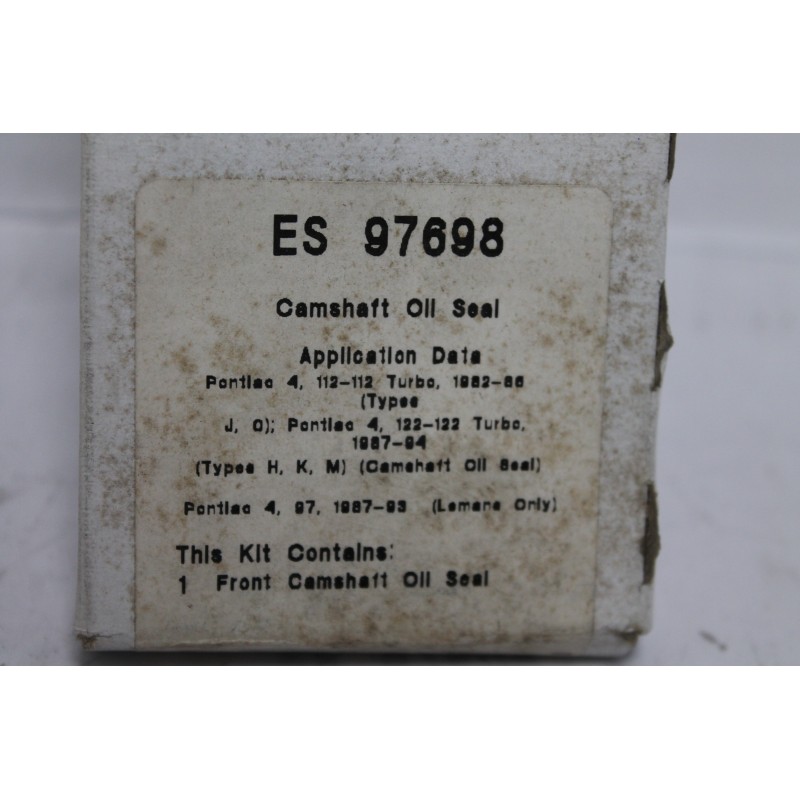 ES 97698
Camshaft Oil Seal
Application Data
Pontiac 4, 112-112 Turbo, 1982-86
(Types
J, O); Pontiac 4, 122-122 Turbo,
1987-94
(Types H, K, M) (Camshaft Oil Seal)
Pontiac 4, 97, 1987-93 (Lemans Only)
This Kit Contains:
1 Front Camshaft Oil Seal